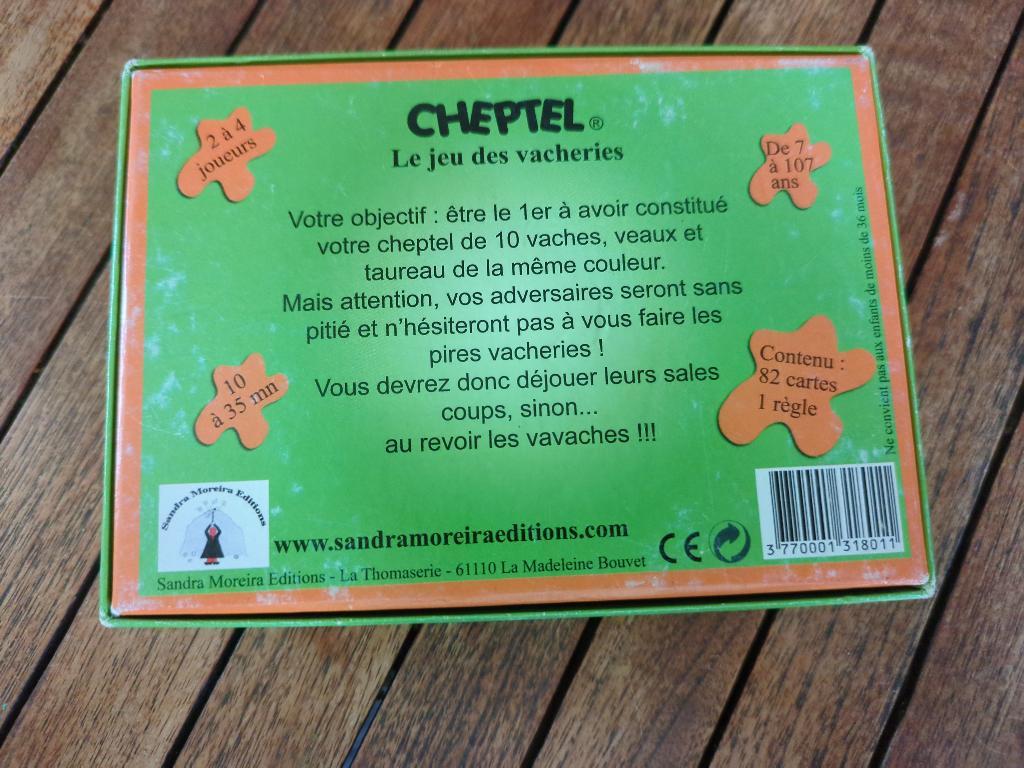 CHEPTEL®
Le jeu des vacheries
2 à 4
joueurs
De 7
à 107
ans
Votre objectif : être le 1er à avoir constitué
votre cheptel de 10 vaches, veaux et
taureau de la même couleur.
Mais attention, vos adversaires seront sans
pitié et n'hésiteront pas à vous faire les
pires vacheries !
Vous devrez donc déjouer leurs sales
coups, sinon...
au revoir les vavaches !!!
10
à 35 mn
Contenu :
82 cartes
1 règle
Ne convient pas aux enfants de moins de 36 mois
Sandra Moreira Editions
www.sandramoreiraeditions.com
CE
3 770001 318011
Sandra Moreira Editions - La Thomaserie - 61110 La Madeleine Bouvet